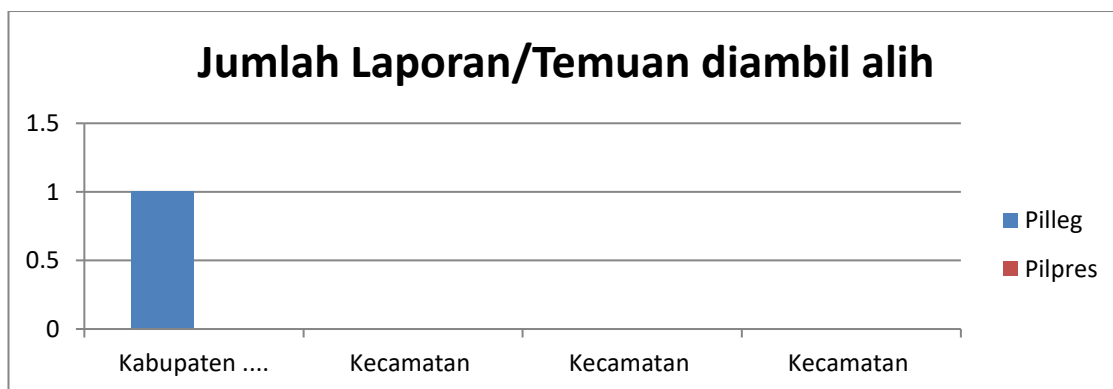 Jumlah Laporan/Temuan diambil alih
1.5
1
0.5
0
Kabupaten .... Kecamatan Kecamatan Kecamatan
Pilleg
Pilpres